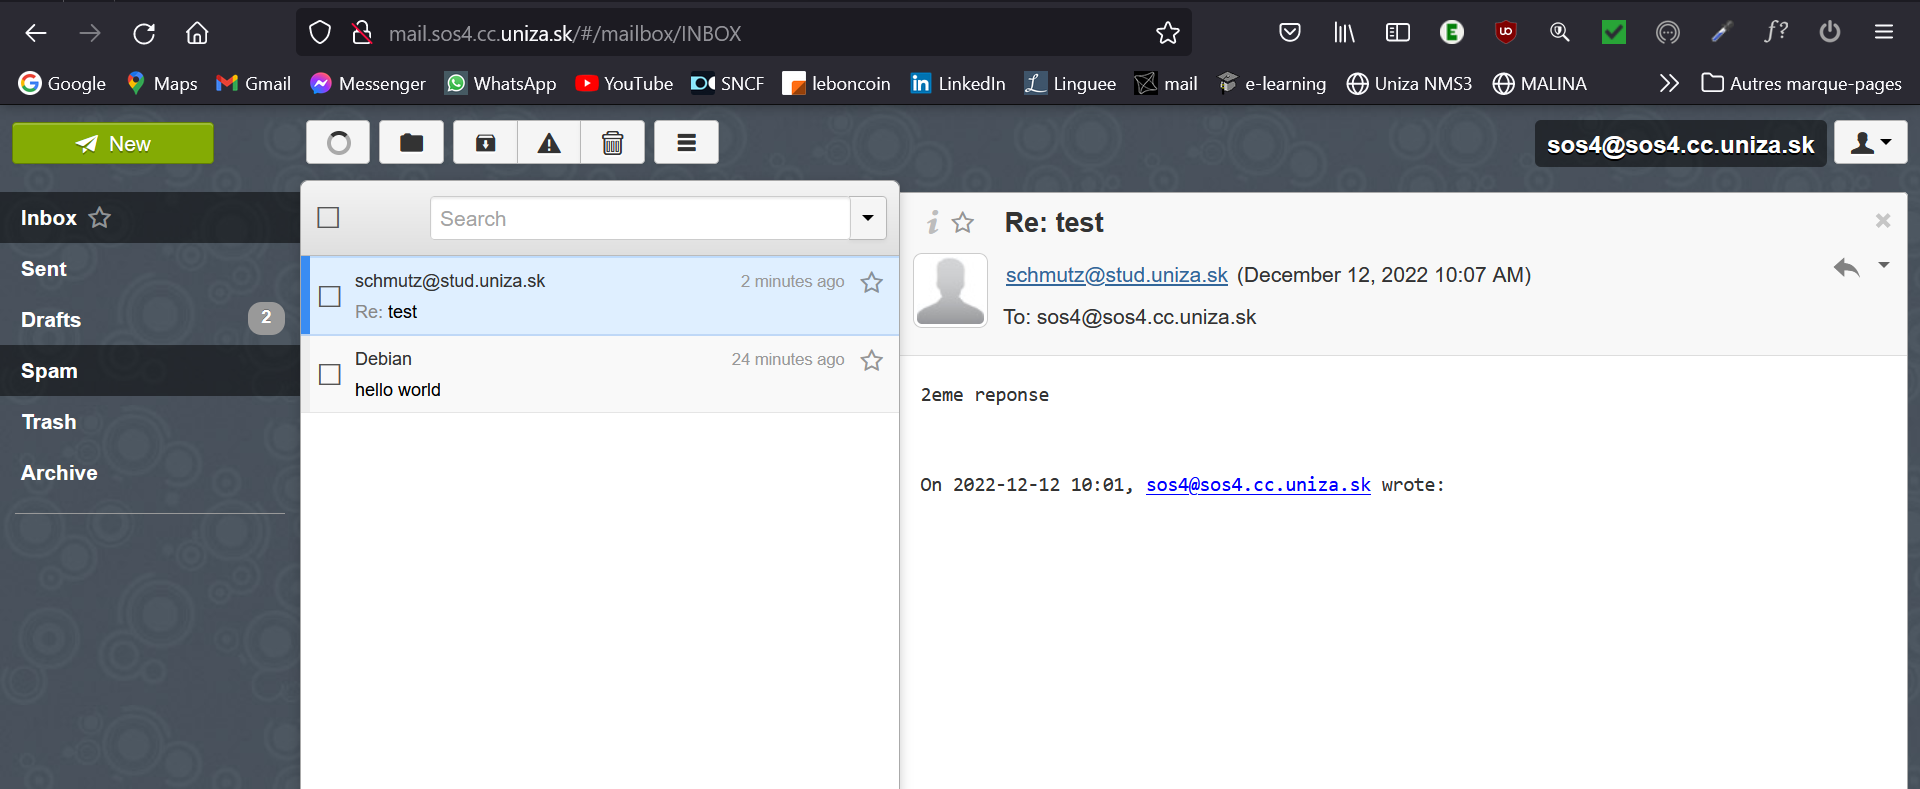 mail.sos4.cc.uniza.sk/#/mailbox/INBOX
Google Maps Gmail Messenger WhatsApp YouTube SNCF leboncoin LinkedIn Linguee mail e-learning Uniza NMS3 MALINA Autres marque-pages
New
sos4@sos4.cc.uniza.sk
Inbox
Sent
Drafts 2
Spam
Trash
Archive
Search
schmutz@stud.uniza.sk 2 minutes ago
Re: test
Debian 24 minutes ago
hello world
Re: test
schmutz@stud.uniza.sk (December 12, 2022 10:07 AM)
To: sos4@sos4.cc.uniza.sk
2eme reponse
On 2022-12-12 10:01, sos4@sos4.cc.uniza.sk wrote: